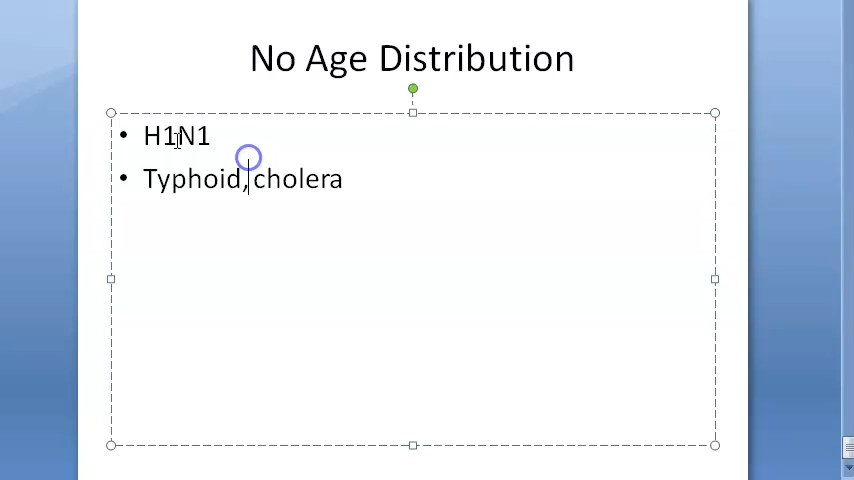 No Age Distribution
• H1N1
• Typhoid, cholera